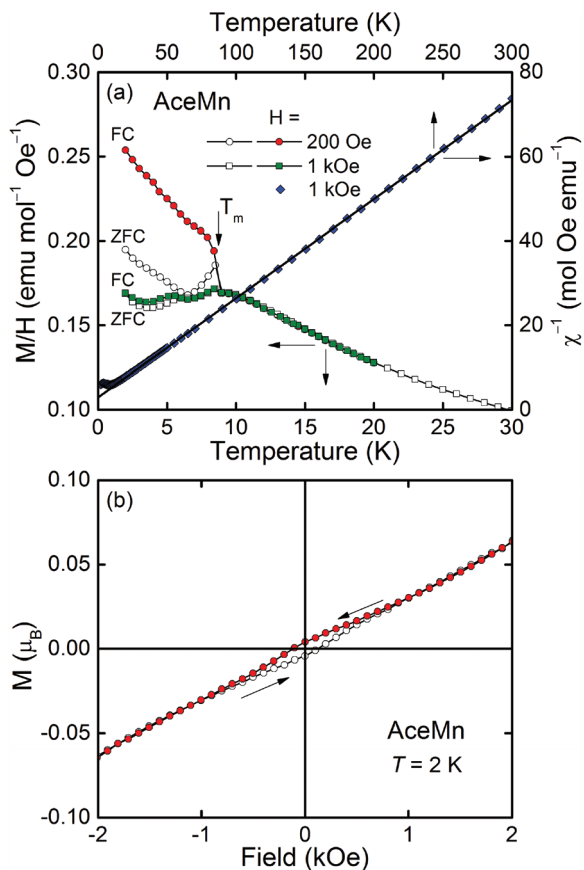 Temperature (K)
0 50 100 150 200 250 300
(a) AceMn
H =
200 Oe
1 kOe
1 kOe
FC
ZFC
FC
ZFC
Tm
M/H (emu mol⁻¹ Oe⁻¹)
0.30
0.25
0.20
0.15
0.10
χ⁻¹ (mol Oe emu⁻¹)
80
60
40
20
0
0 5 10 15 20 25 30
Temperature (K)
(b)
M (μB)
0.10
0.05
0.00
-0.05
-0.10
AceMn
T = 2 K
-2 -1 0 1 2
Field (kOe)